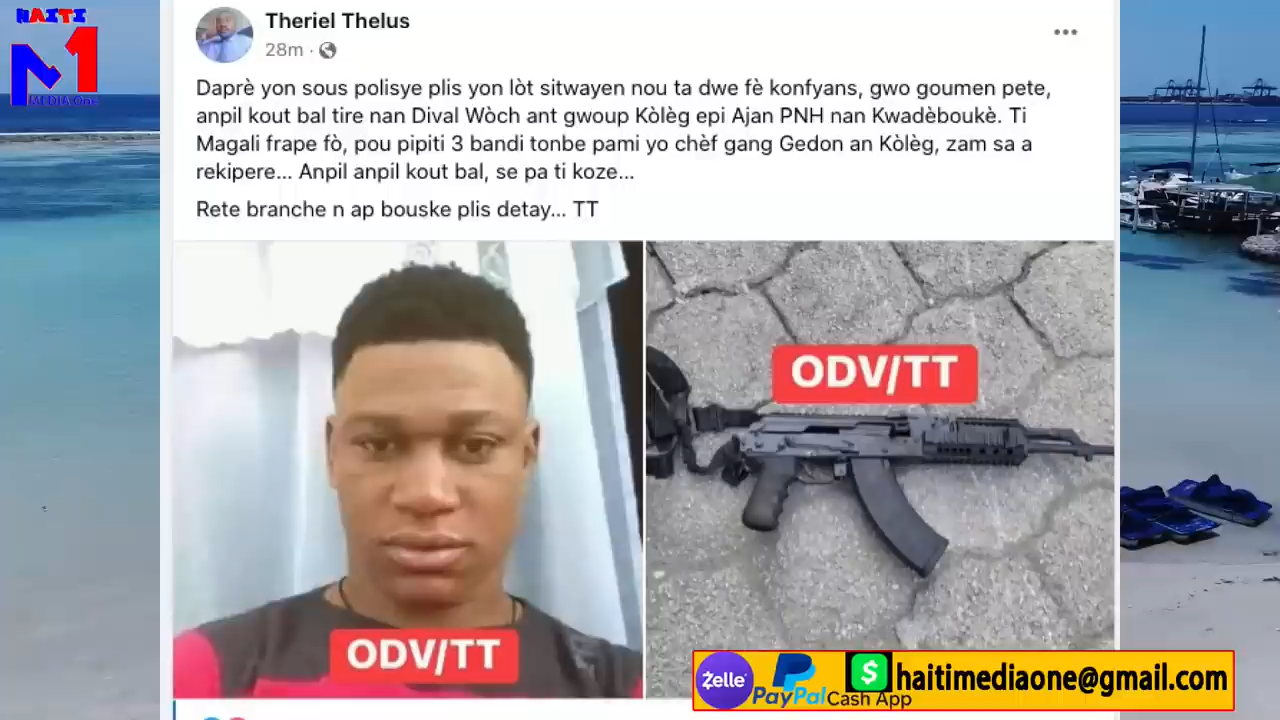 HAITI
M1
MEDIA One
Theriel Thelus
28m ·
Daprè yon sous polisye plis yon lòt sitwayen nou ta dwe fè konfyans, gwo goumen pete,
anpil kout bal tire nan Dival Wòch ant gwoup Kòlèg epi Ajan PNH nan Kwadèboukè. Ti
Magali frape fò, pou pipiti 3 bandi tonbe pami yo chèf gang Gedon an Kòlèg, zam sa a
rekipere... Anpil anpil kout bal, se pa ti koze...
Rete branche n ap bouske plis detay... TT
ODV/TT
ODV/TT
Zelle
PayPal
$
Cash App
haitimediaone@gmail.com